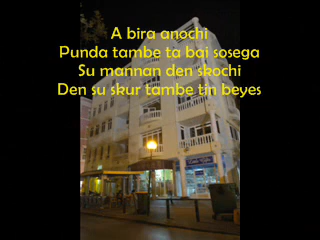 A bira anochi
Punda tambe ta bai sosega
Su mannan den skochi
Den su skur tambe tin beyes